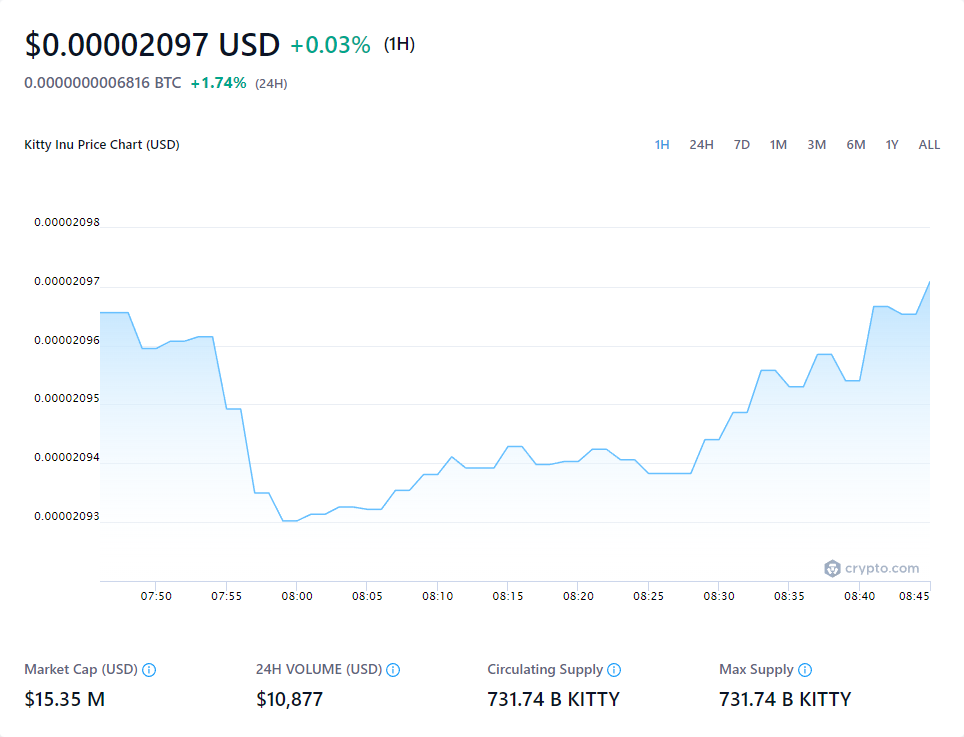 $0.00002097 USD +0.03% (1H)
0.0000000006816 BTC +1.74% (24H)
Kitty Inu Price Chart (USD) 1H 24H 7D 1M 3M 6M 1Y ALL
0.00002098
0.00002097
0.00002096
0.00002095
0.00002094
0.00002093
crypto.com
07:50 07:55 08:00 08:05 08:10 08:15 08:20 08:25 08:30 08:35 08:40 08:45
Market Cap (USD) 24H VOLUME (USD) Circulating Supply Max Supply
$15.35 M $10,877 731.74 B KITTY 731.74 B KITTY